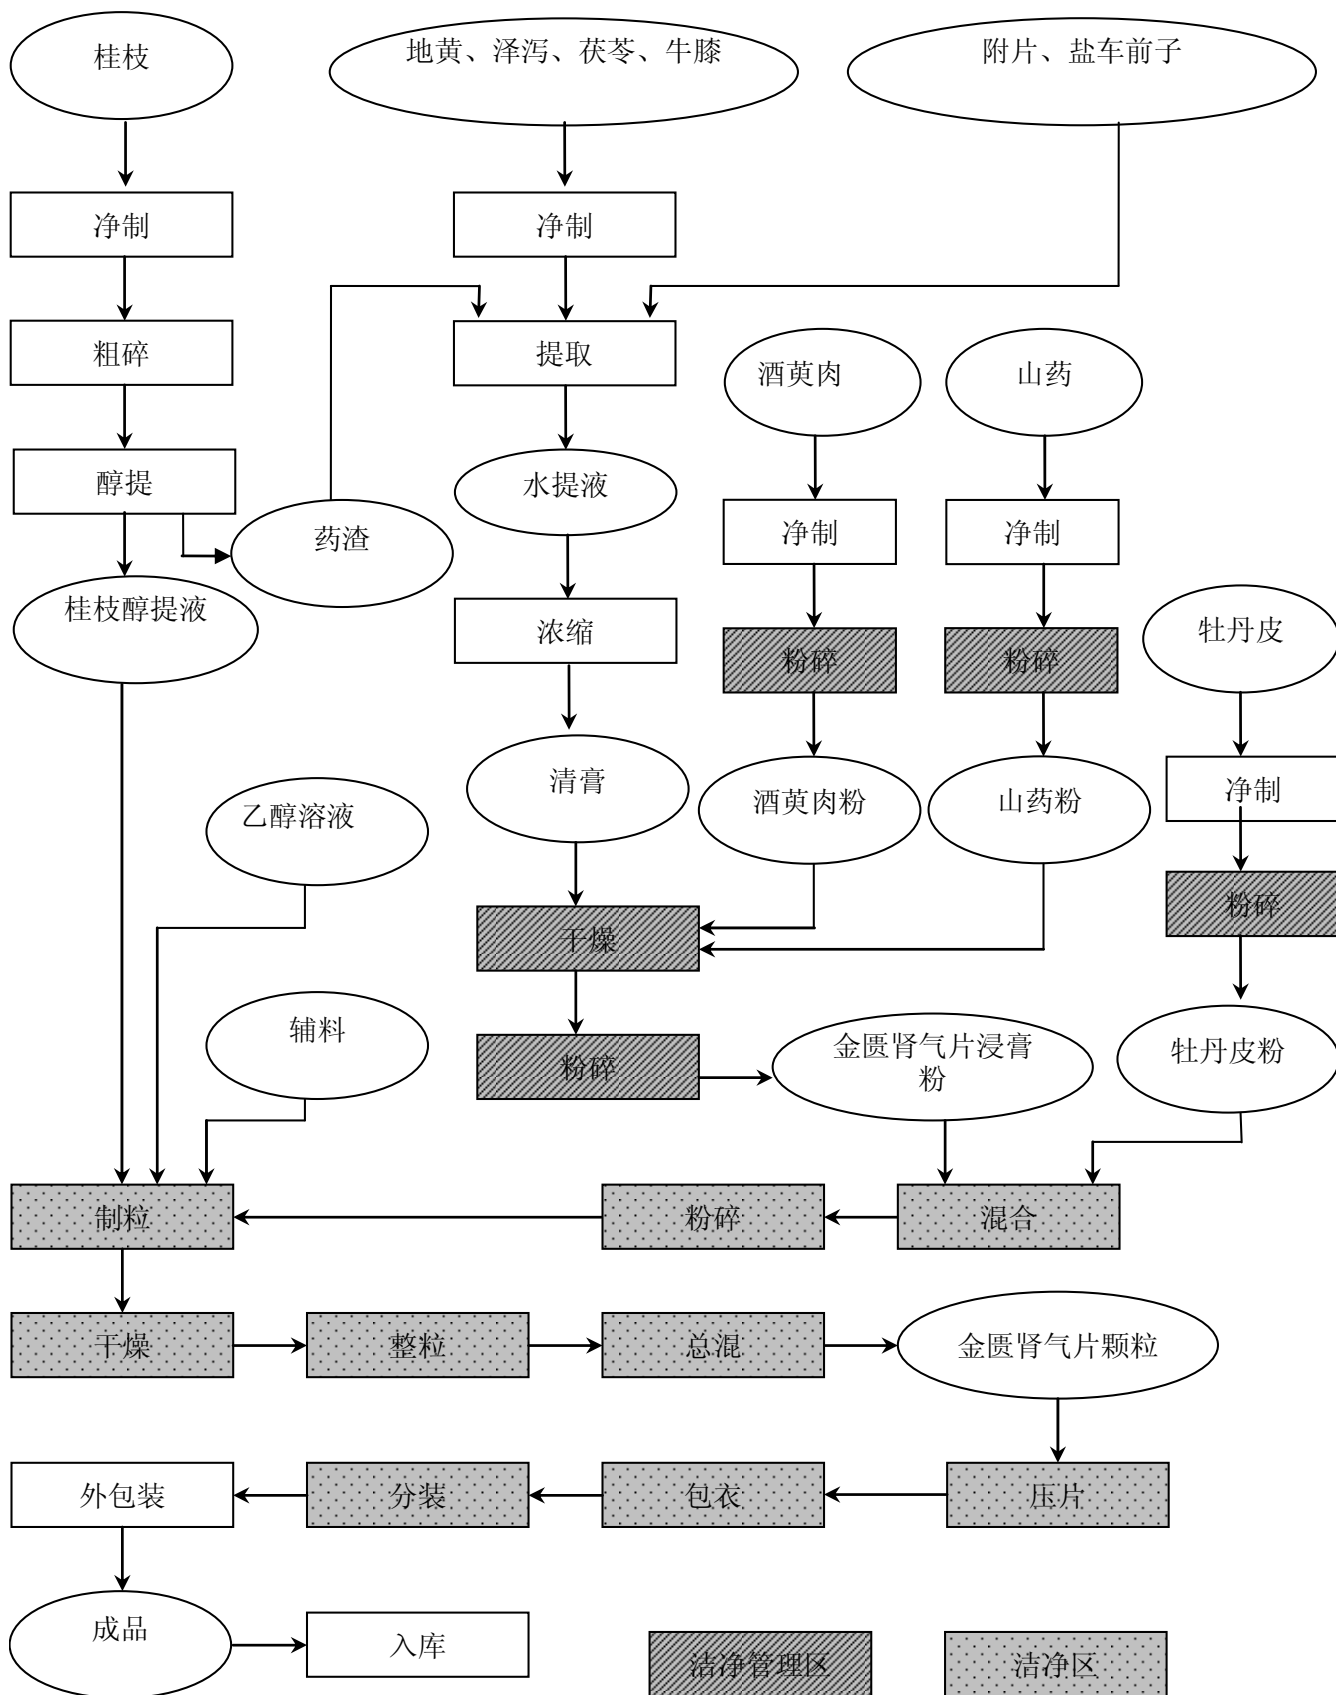 桂枝
地黄、泽泻、茯苓、牛膝
附片、盐车前子
净制
净制
粗碎
提取
酒萸肉
山药
醇提
水提液
药渣
净制
净制
桂枝醇提液
浓缩
粉碎
粉碎
牡丹皮
清膏
酒萸肉粉
山药粉
净制
乙醇溶液
干燥
粉碎
辅料
粉碎
金匮肾气片浸膏
粉
牡丹皮粉
制粒
粉碎
混合
干燥
整粒
总混
金匮肾气片颗粒
外包装
分装
包衣
压片
成品
入库
洁净管理区
洁净区